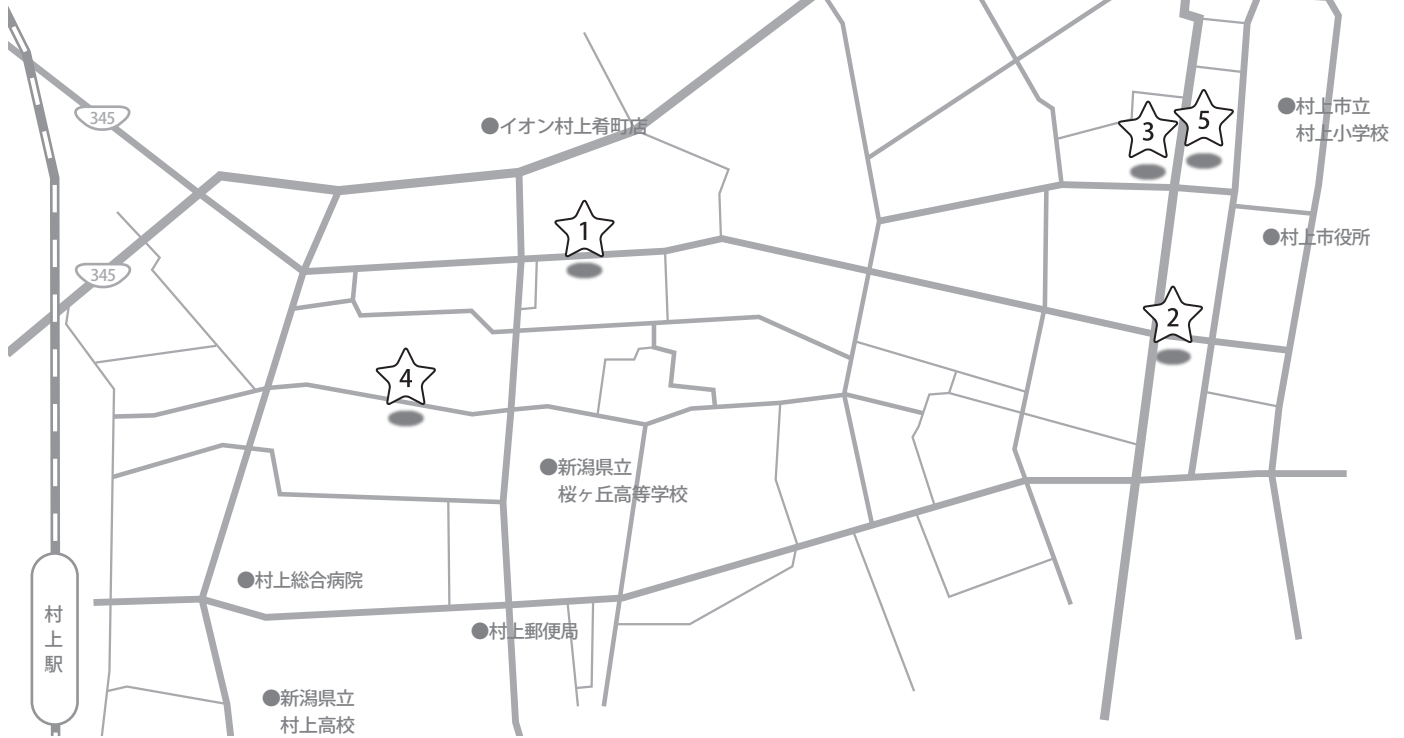 345
イオン村上肴町店
3
5
村上市立
村上小学校
1
村上市役所
345
2
4
新潟県立
桜ヶ丘高等学校
村上総合病院
村上駅
村上郵便局
新潟県立
村上高校